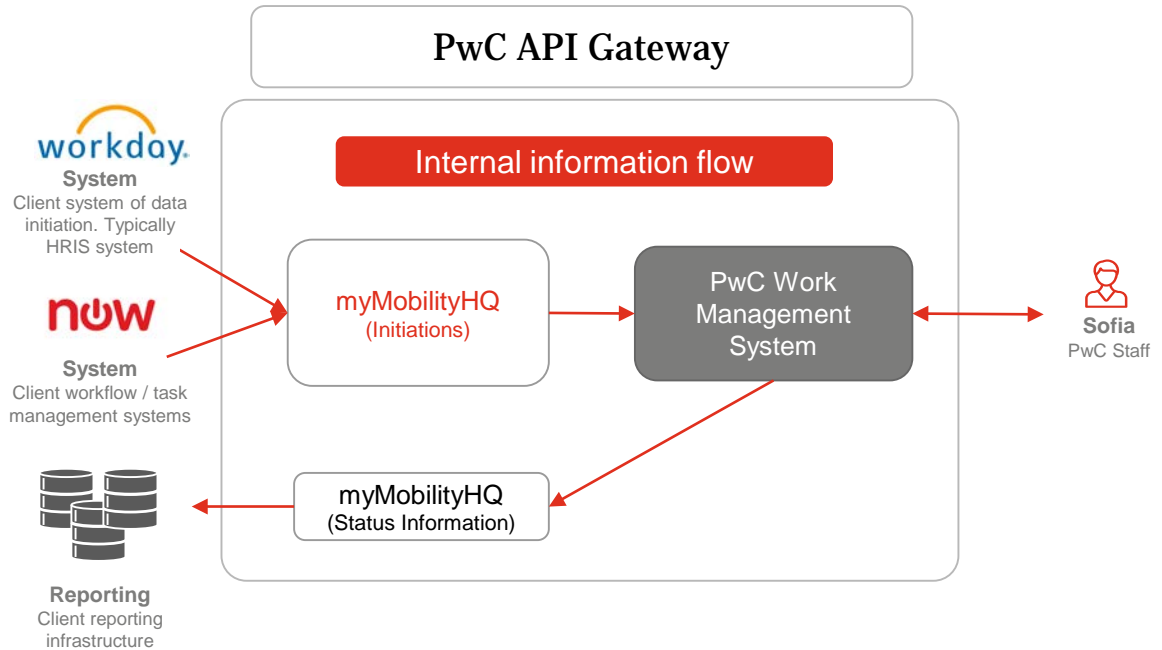 PwC API Gateway
workday.
System
Client system of data
initiation. Typically
HRIS system
now
System
Client workflow / task
management systems
Reporting
Client reporting
infrastructure
Internal information flow
myMobilityHQ
(Initiations)
PwC Work
Management
System
myMobilityHQ
(Status Information)
Sofia
PwC Staff